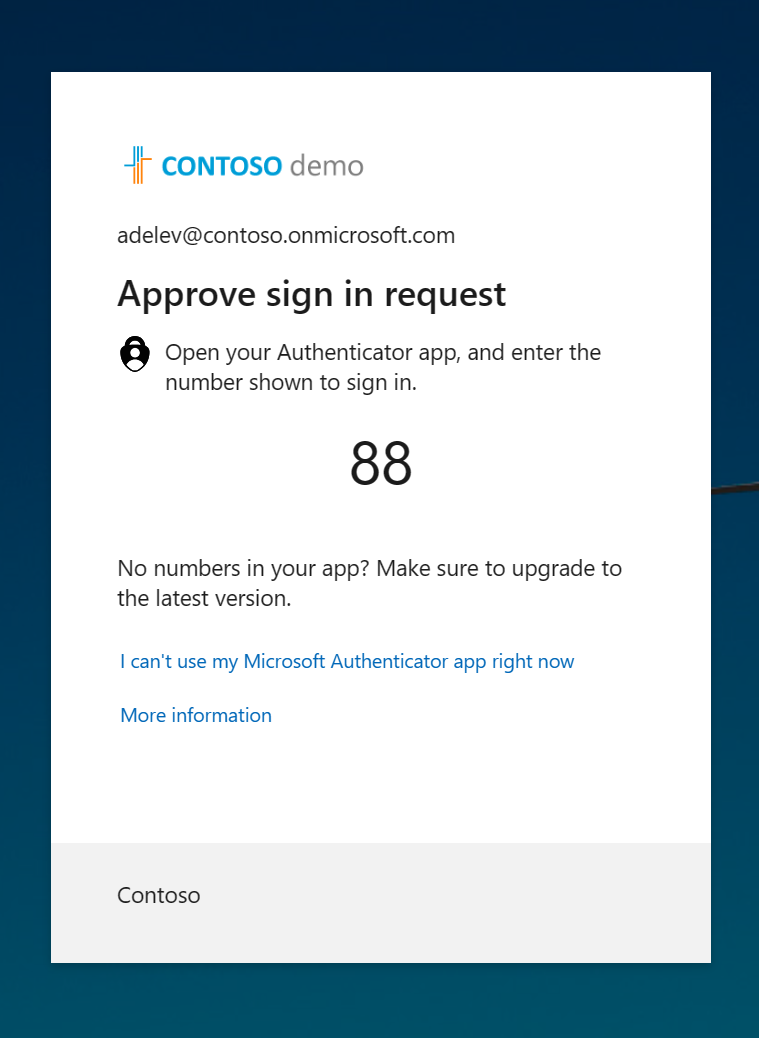 CONTOSO demo
adelev@contoso.onmicrosoft.com
Approve sign in request
Open your Authenticator app, and enter the
number shown to sign in.
88
No numbers in your app? Make sure to upgrade to
the latest version.
I can't use my Microsoft Authenticator app right now
More information
Contoso